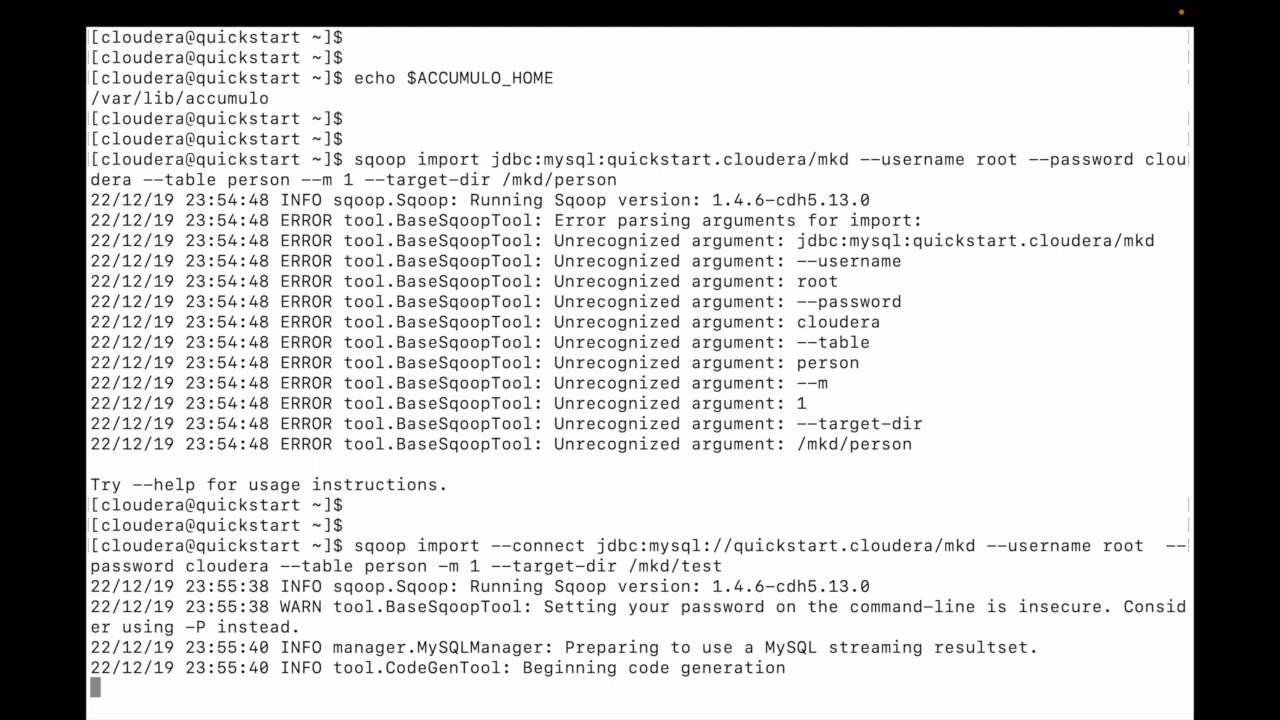 [cloudera@quickstart ~]$
[cloudera@quickstart ~]$
[cloudera@quickstart ~]$ echo $ACCUMULO_HOME
/var/lib/accumulo
[cloudera@quickstart ~]$
[cloudera@quickstart ~]$
[cloudera@quickstart ~]$ sqoop import jdbc:mysql:quickstart.cloudera/mkd --username root --password clou
dera --table person --m 1 --target-dir /mkd/person
22/12/19 23:54:48 INFO sqoop.Sqoop: Running Sqoop version: 1.4.6-cdh5.13.0
22/12/19 23:54:48 ERROR tool.BaseSqoopTool: Error parsing arguments for import:
22/12/19 23:54:48 ERROR tool.BaseSqoopTool: Unrecognized argument: jdbc:mysql:quickstart.cloudera/mkd
22/12/19 23:54:48 ERROR tool.BaseSqoopTool: Unrecognized argument: --username
22/12/19 23:54:48 ERROR tool.BaseSqoopTool: Unrecognized argument: root
22/12/19 23:54:48 ERROR tool.BaseSqoopTool: Unrecognized argument: --password
22/12/19 23:54:48 ERROR tool.BaseSqoopTool: Unrecognized argument: cloudera
22/12/19 23:54:48 ERROR tool.BaseSqoopTool: Unrecognized argument: --table
22/12/19 23:54:48 ERROR tool.BaseSqoopTool: Unrecognized argument: person
22/12/19 23:54:48 ERROR tool.BaseSqoopTool: Unrecognized argument: --m
22/12/19 23:54:48 ERROR tool.BaseSqoopTool: Unrecognized argument: 1
22/12/19 23:54:48 ERROR tool.BaseSqoopTool: Unrecognized argument: --target-dir
22/12/19 23:54:48 ERROR tool.BaseSqoopTool: Unrecognized argument: /mkd/person
Try --help for usage instructions.
[cloudera@quickstart ~]$
[cloudera@quickstart ~]$
[cloudera@quickstart ~]$ sqoop import --connect jdbc:mysql://quickstart.cloudera/mkd --username root  --
password cloudera --table person -m 1 --target-dir /mkd/test
22/12/19 23:55:38 INFO sqoop.Sqoop: Running Sqoop version: 1.4.6-cdh5.13.0
22/12/19 23:55:38 WARN tool.BaseSqoopTool: Setting your password on the command-line is insecure. Consid
er using -P instead.
22/12/19 23:55:40 INFO manager.MySQLManager: Preparing to use a MySQL streaming resultset.
22/12/19 23:55:40 INFO tool.CodeGenTool: Beginning code generation